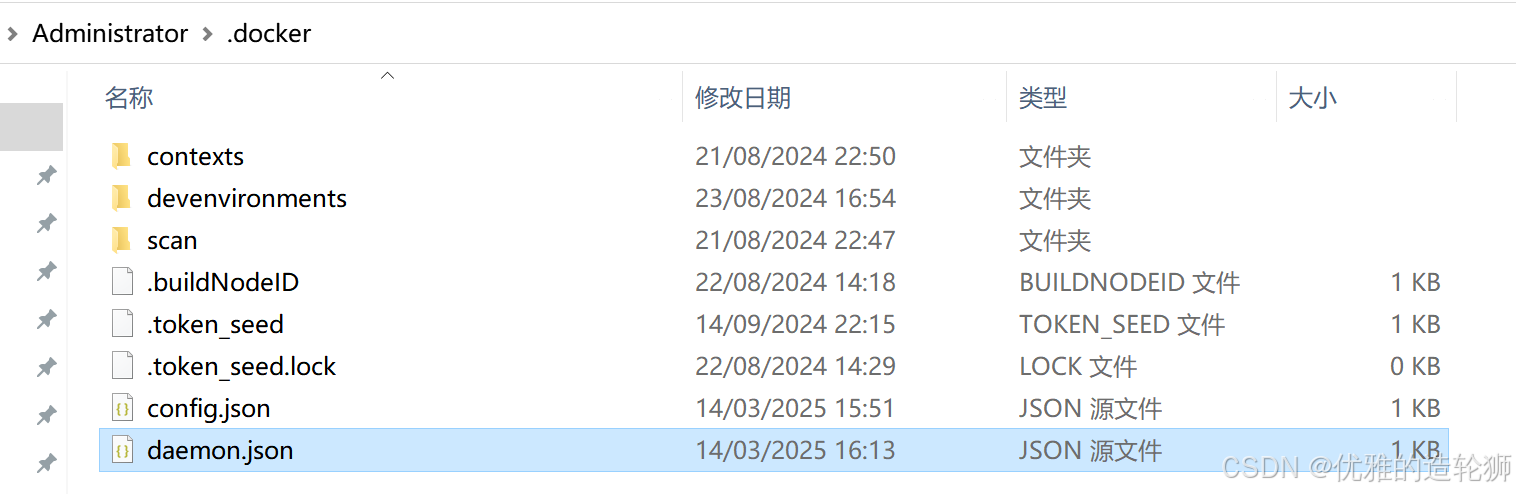 Administrator > .docker
名称 修改日期 类型 大小
contexts 21/08/2024 22:50 文件夹
devenvironments 23/08/2024 16:54 文件夹
scan 21/08/2024 22:47 文件夹
.buildNodeID 22/08/2024 14:18 BUILDNODEID 文件 1 KB
.token_seed 14/09/2024 22:15 TOKEN_SEED 文件 1 KB
.token_seed.lock 22/08/2024 14:29 LOCK 文件 0 KB
config.json 14/03/2025 15:51 JSON 源文件 1 KB
daemon.json 14/03/2025 16:13 JSON 源文件 1 KB
CSDN @优雅的造轮狮